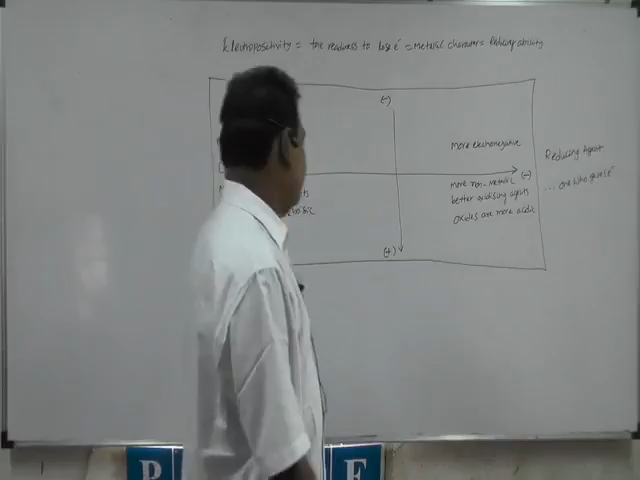 Electropositivity = the readiness to lose e⁻ = Metallic character = Reducing ability
(-)
More electronegative
(-)
Reducing Agent
... one who gives e⁻
More non-metallic
better oxidising agents
oxides are more acidic
(+)
P
F